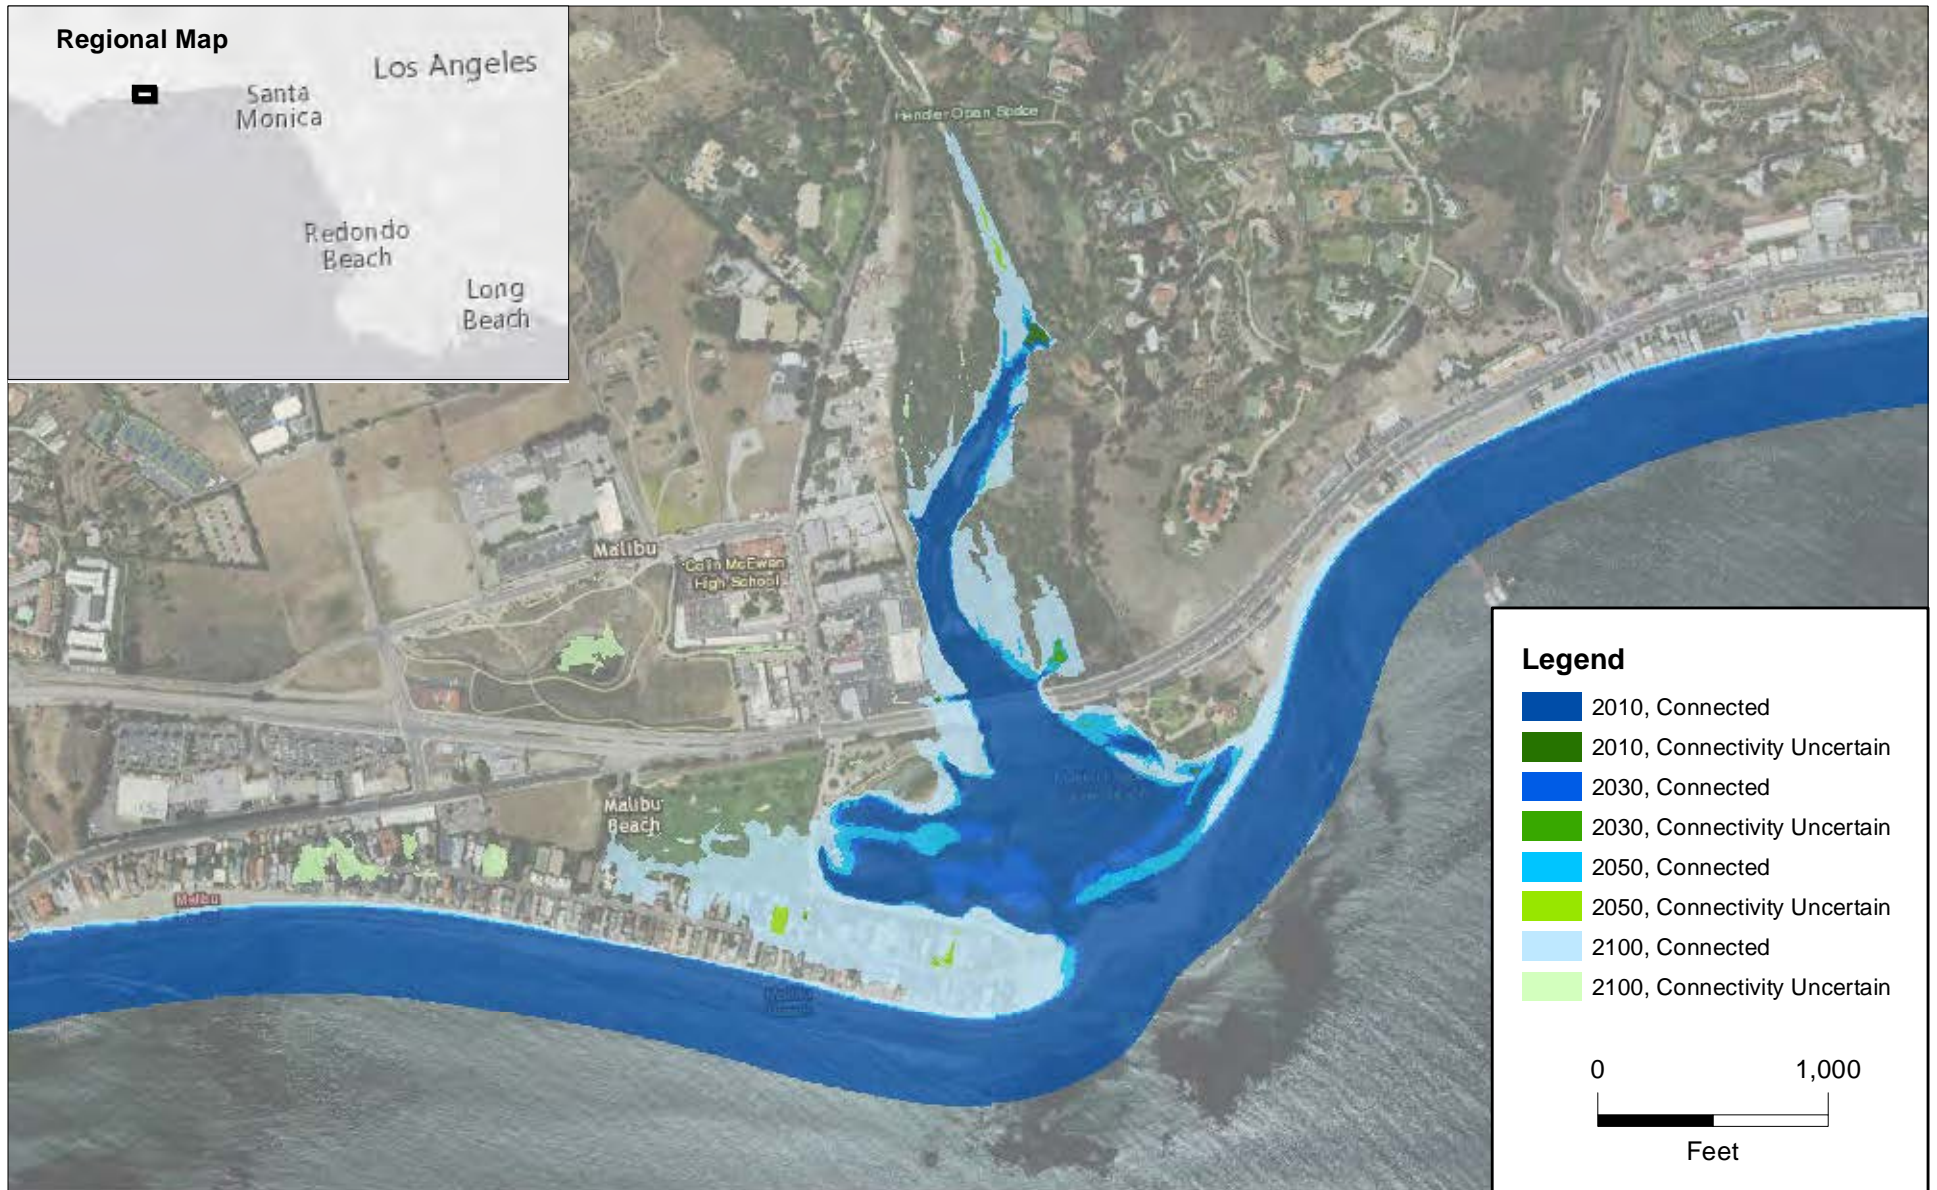 Regional Map
Los Angeles
Santa
Monica
Redondo
Beach
Long
Beach
Handler Open Space
Malibu
Colin McEwan
High School
Malibu
Beach
Malibu
Legend
2010, Connected
2010, Connectivity Uncertain
2030, Connected
2030, Connectivity Uncertain
2050, Connected
2050, Connectivity Uncertain
2100, Connected
2100, Connectivity Uncertain
0 1,000
Feet